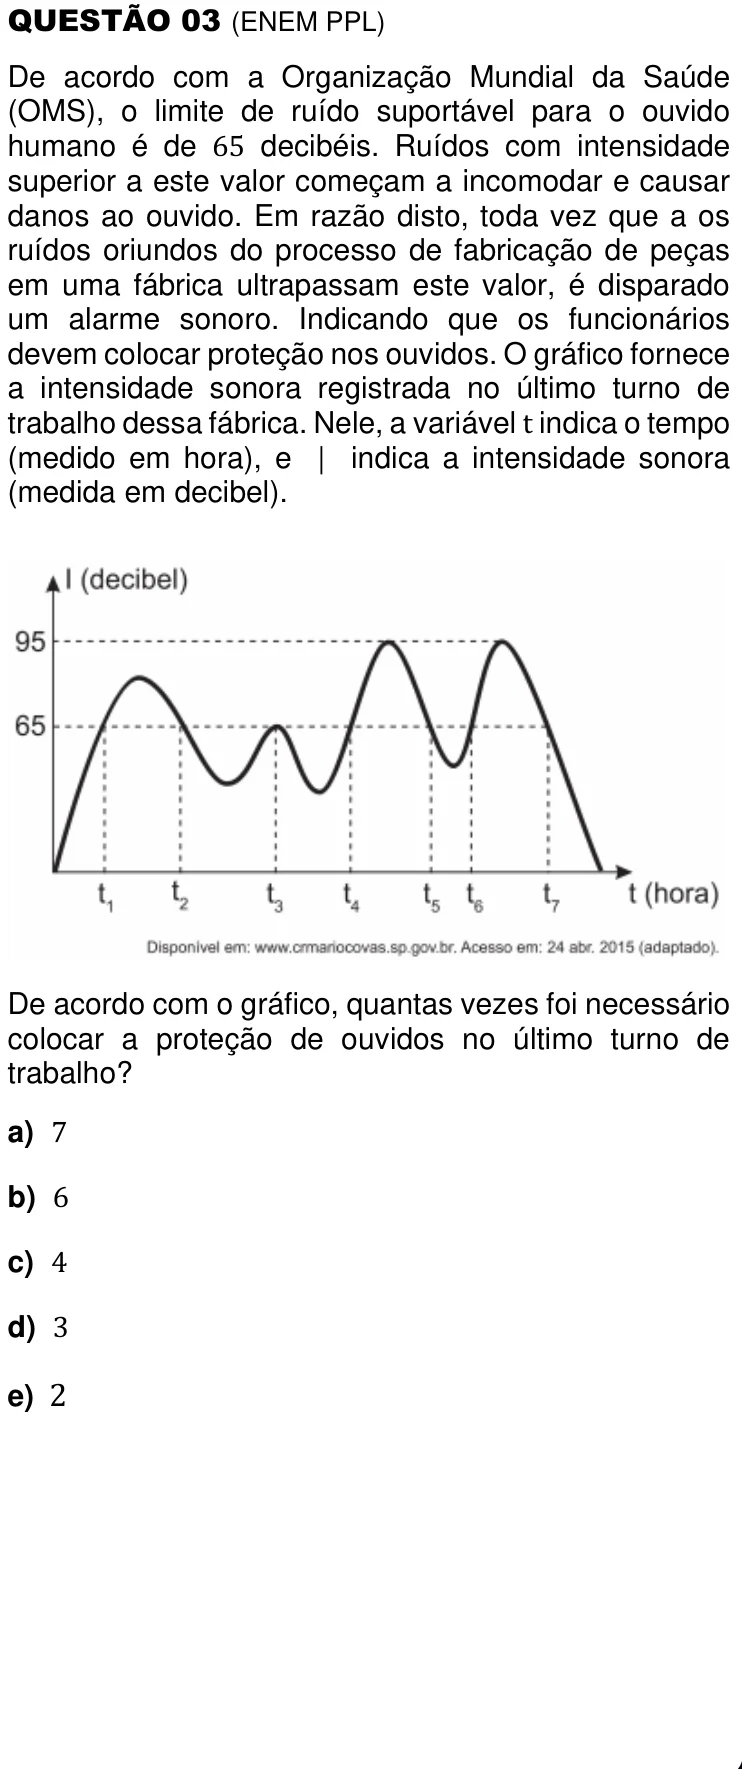 QUESTÃO 03 (ENEM PPL)
De acordo com a Organização Mundial da Saúde
(OMS), o limite de ruído suportável para o ouvido
humano é de 65 decibéis. Ruídos com intensidade
superior a este valor começam a incomodar e causar
danos ao ouvido. Em razão disto, toda vez que a os
ruídos oriundos do processo de fabricação de peças
em uma fábrica ultrapassam este valor, é disparado
um alarme sonoro. Indicando que os funcionários
devem colocar proteção nos ouvidos. O gráfico fornece
a intensidade sonora registrada no último turno de
trabalho dessa fábrica. Nele, a variável t indica o tempo
(medido em hora), e | indica a intensidade sonora
(medida em decibel).
I (decibel)
95
65
t₁ t₂ t₃ t₄ t₅ t₆ t₇ t (hora)
Disponível em: www.crmariocovas.sp.gov.br. Acesso em: 24 abr. 2015 (adaptado).
De acordo com o gráfico, quantas vezes foi necessário
colocar a proteção de ouvidos no último turno de
trabalho?
a) 7
b) 6
c) 4
d) 3
e) 2